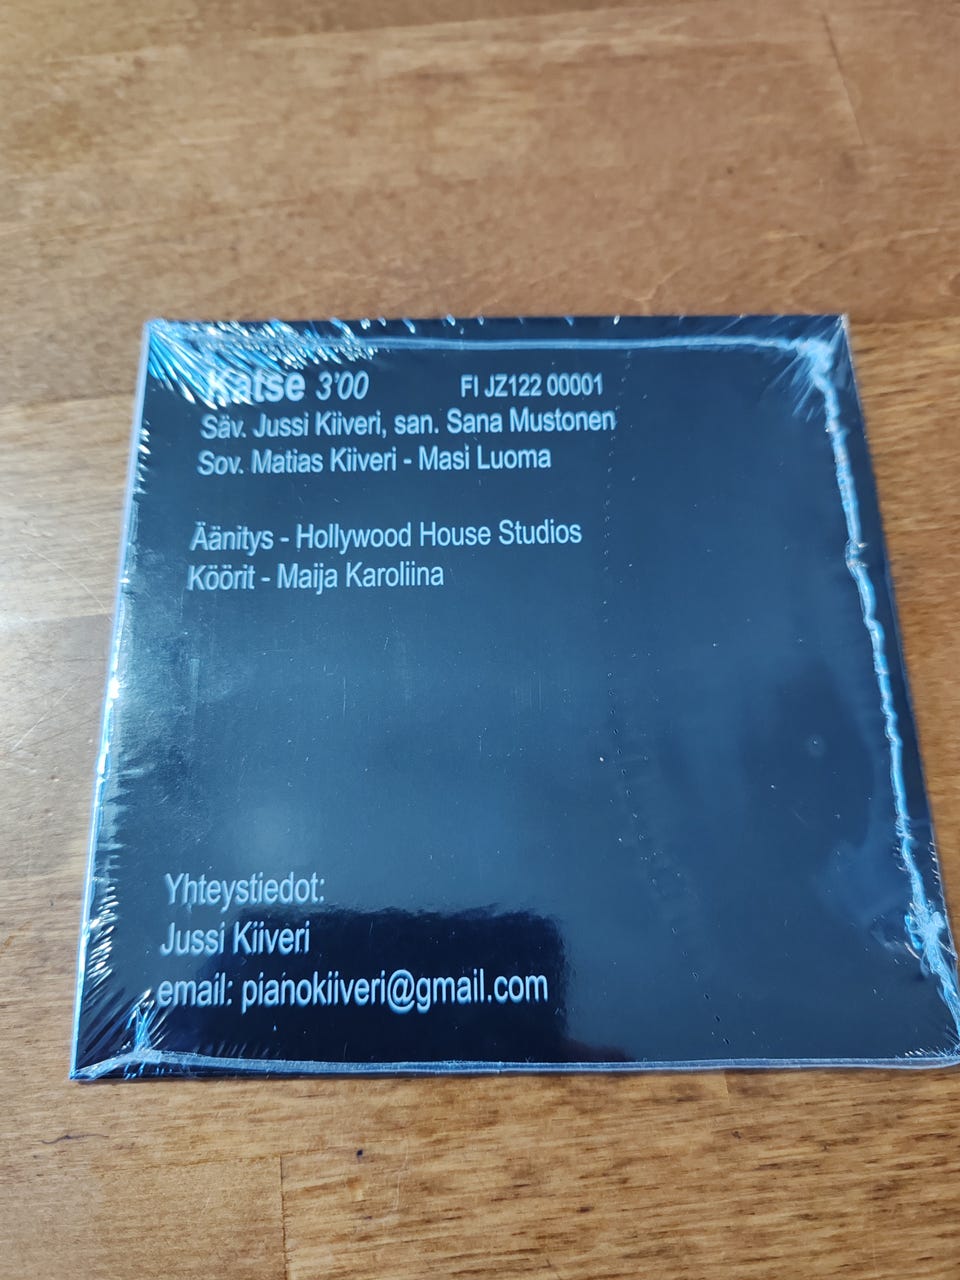 Katse 3'00 FI JZ122 00001
Säv. Jussi Kiiveri, san. Sana Mustonen
Sov. Matias Kiiveri - Masi Luoma
Äänitys - Hollywood House Studios
Köörit - Maija Karoliina
Yhteystiedot:
Jussi Kiiveri
email: pianokiiveri@gmail.com